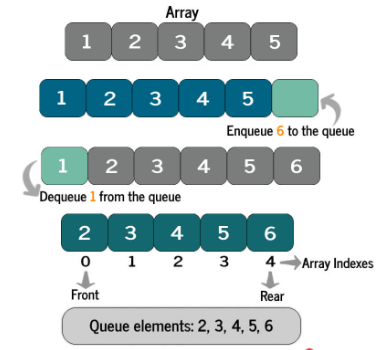 Array
1 2 3 4 5
1 2 3 4 5
Enqueue 6 to the queue
1 2 3 4 5 6
Dequeue 1 from the queue
2 3 4 5 6
0 1 2 3 4 Array Indexes
Front Rear
Queue elements: 2, 3, 4, 5, 6